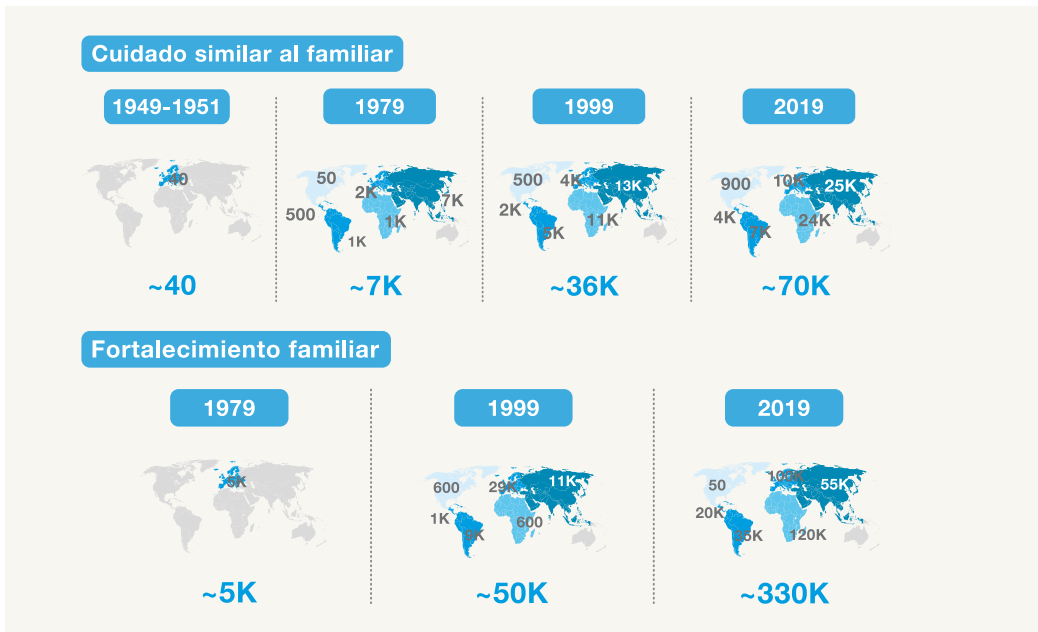 Cuidado similar al familiar
1949-1951
1979
1999
2019
40
50
2K
7K
500
1K
1K
500
4K
13K
2K
11K
5K
900
10K
25K
4K
24K
7K
~40
~7K
~36K
~70K
Fortalecimiento familiar
1979
1999
2019
5K
600
29K
11K
1K
600
50
55K
20K
35K
120K
~5K
~50K
~330K